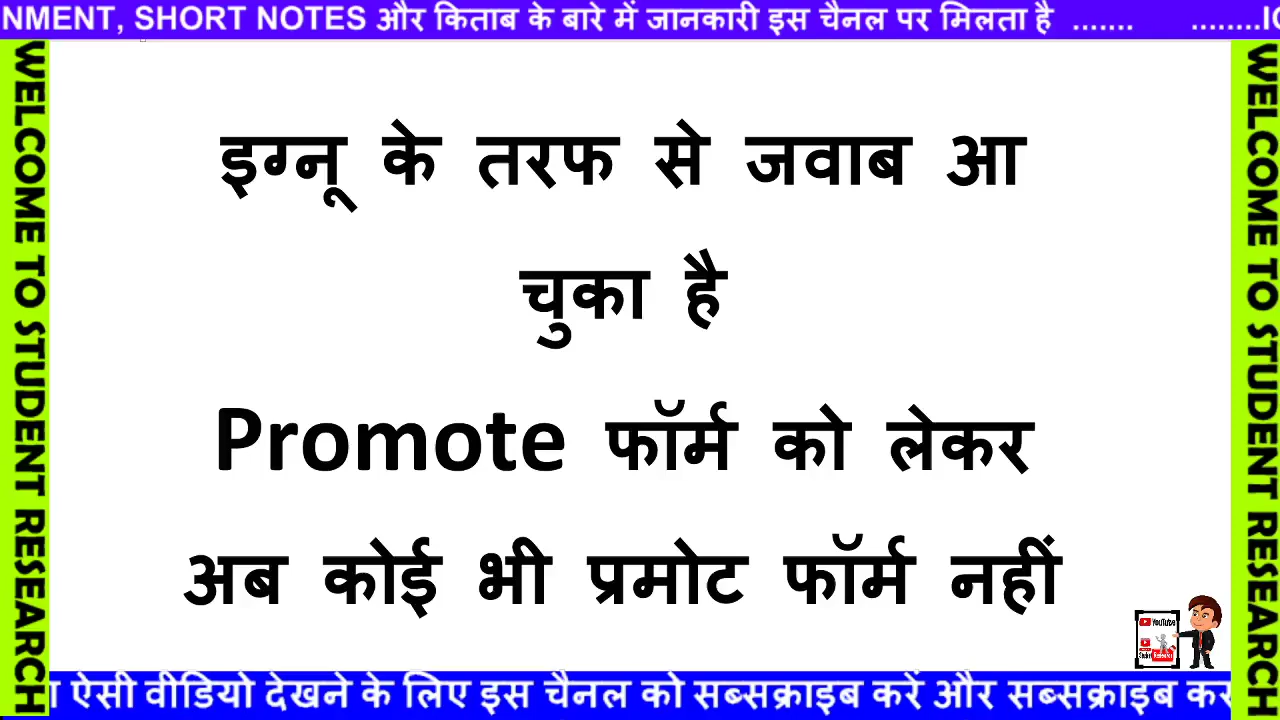 NMENT, SHORT NOTES और किताब के बारे में जानकारी इस चैनल पर मिलता है ....... ........IG
WELCOME TO STUDENT RESEARCH
इग्नू के तरफ से जवाब आ
चुका है
Promote फॉर्म को लेकर
अब कोई भी प्रमोट फॉर्म नहीं
WELCOME TO STUDENT RESEARCH
YouTube
ऐसी वीडियो देखने के लिए इस चैनल को सब्सक्राइब करें और सब्सक्राइब कर